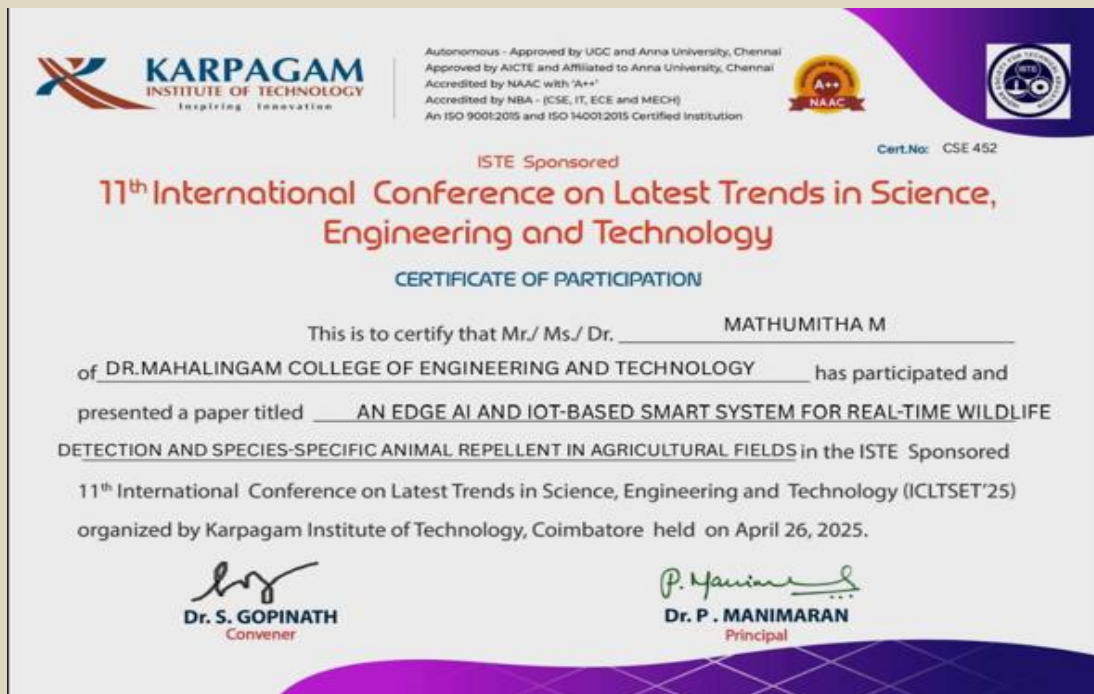 KARPAGAM
INSTITUTE OF TECHNOLOGY
Inspiring Innovation
Autonomous - Approved by UGC and Anna University, Chennai
Approved by AICTE and Affiliated to Anna University, Chennai
Accredited by NAAC with 'A++'
Accredited by NBA - (CSE, IT, ECE and MECH)
An ISO 9001:2015 and ISO 14001:2015 Certified Institution
A++
NAAC
ISTE
Cert.No: CSE 452
ISTE Sponsored
11th International Conference on Latest Trends in Science,
Engineering and Technology
CERTIFICATE OF PARTICIPATION
This is to certify that Mr./ Ms./ Dr. MATHUMITHA M
of DR.MAHALINGAM COLLEGE OF ENGINEERING AND TECHNOLOGY has participated and
presented a paper titled AN EDGE AI AND IOT-BASED SMART SYSTEM FOR REAL-TIME WILDLIFE
DETECTION AND SPECIES-SPECIFIC ANIMAL REPELLENT IN AGRICULTURAL FIELDS in the ISTE Sponsored
11th International Conference on Latest Trends in Science, Engineering and Technology (ICLTSET'25)
organized by Karpagam Institute of Technology, Coimbatore held on April 26, 2025.
Dr. S. GOPINATH
Convener
P. Manimaran
Dr. P . MANIMARAN
Principal